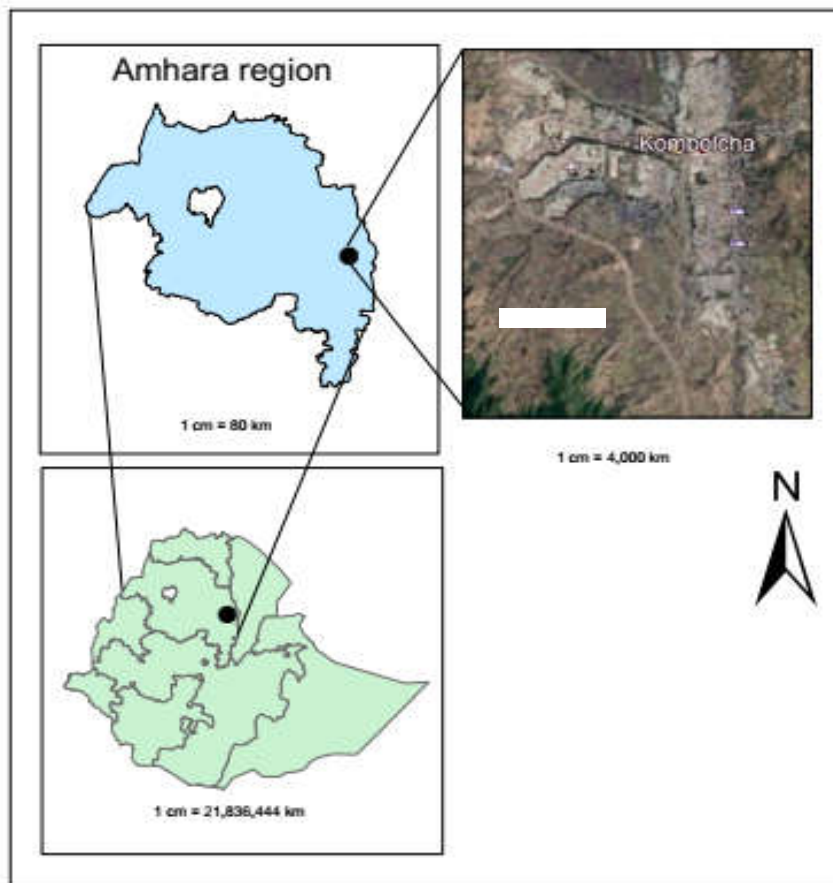 Amhara region
Kombolcha
1 cm = 80 km
1 cm = 4,000 km
N
1 cm = 21,836,444 km